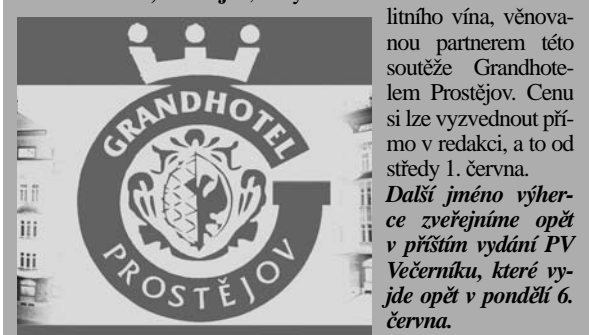 GRANDHOTEL
PROSTĚJOV
litního vína, věnova-
nou partnerem této
soutěže Grandhote-
lem Prostějov. Cenu
si lze vyzvednout pří-
mo v redakci, a to od
středy 1. června.
Další jméno výher-
ce zveřejníme opět
v příštím vydání PV
Večerníku, které vy-
jde opět v pondělí 6.
června.